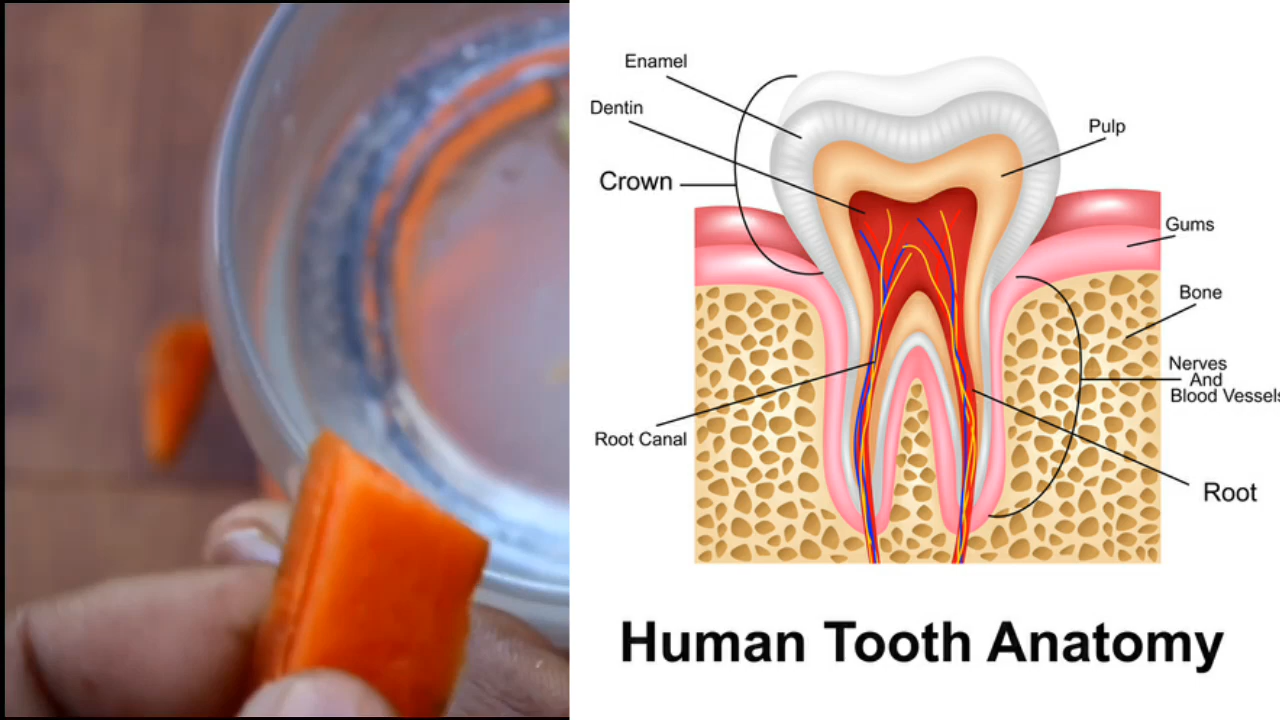 Enamel
Dentin
Pulp
Crown
Gums
Bone
Nerves
And
Blood Vessels
Root Canal
Root
Human Tooth Anatomy